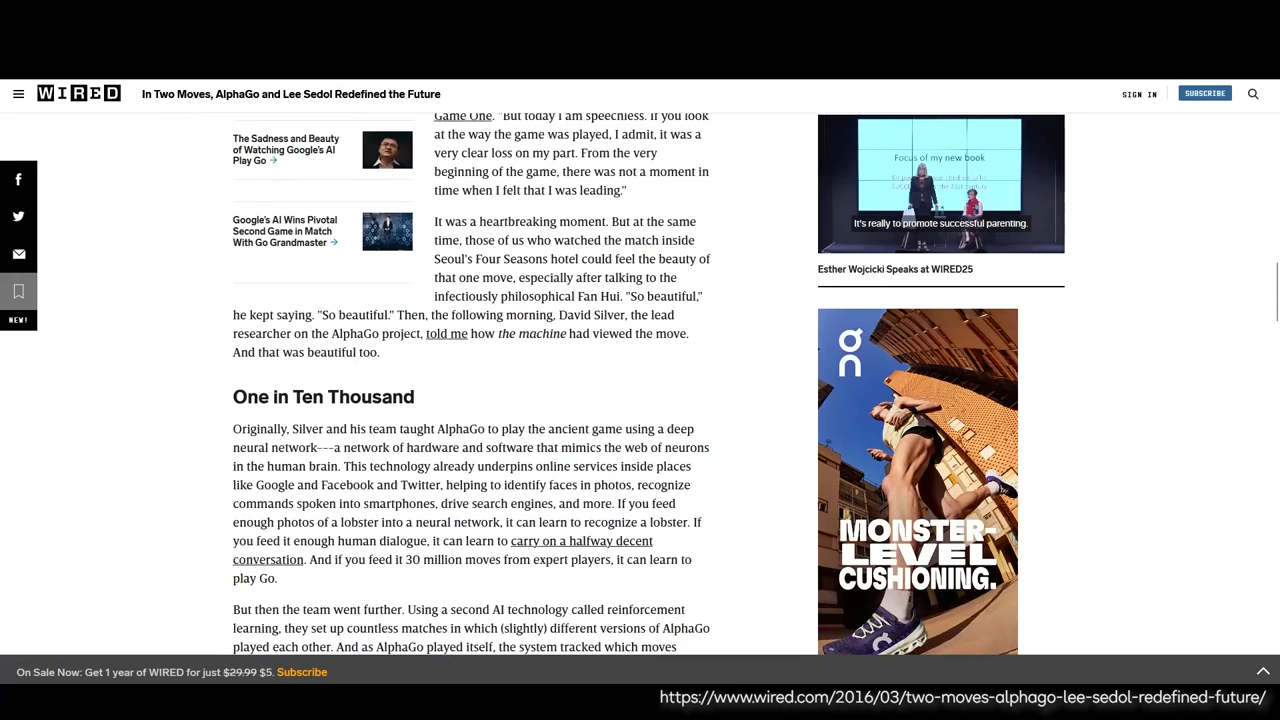 WIRED
In Two Moves, AlphaGo and Lee Sedol Redefined the Future
SIGN IN
SUBSCRIBE
The Sadness and Beauty
of Watching Google's AI
Play Go →
Google's AI Wins Pivotal
Second Game in Match
With Go Grandmaster →
NEW!
Game One. "But today I am speechless. If you look
at the way the game was played, I admit, it was a
very clear loss on my part. From the very
beginning of the game, there was not a moment in
time when I felt that I was leading."
It was a heartbreaking moment. But at the same
time, those of us who watched the match inside
Seoul's Four Seasons hotel could feel the beauty of
that one move, especially after talking to the
infectiously philosophical Fan Hui. "So beautiful,"
he kept saying. "So beautiful." Then, the following morning, David Silver, the lead
researcher on the AlphaGo project, told me how the machine had viewed the move.
And that was beautiful too.
One in Ten Thousand
Originally, Silver and his team taught AlphaGo to play the ancient game using a deep
neural network---a network of hardware and software that mimics the web of neurons
in the human brain. This technology already underpins online services inside places
like Google and Facebook and Twitter, helping to identify faces in photos, recognize
commands spoken into smartphones, drive search engines, and more. If you feed
enough photos of a lobster into a neural network, it can learn to recognize a lobster. If
you feed it enough human dialogue, it can learn to carry on a halfway decent
conversation. And if you feed it 30 million moves from expert players, it can learn to
play Go.
But then the team went further. Using a second AI technology called reinforcement
learning, they set up countless matches in which (slightly) different versions of AlphaGo
played each other. And as AlphaGo played itself, the system tracked which moves
Focus of my new book
It's really to promote successful parenting.
Esther Wojcicki Speaks at WIRED25
on
MONSTER-
LEVEL
CUSHIONING.
On Sale Now: Get 1 year of WIRED for just $29.99 $5. Subscribe
https://www.wired.com/2016/03/two-moves-alphago-lee-sedol-redefined-future/